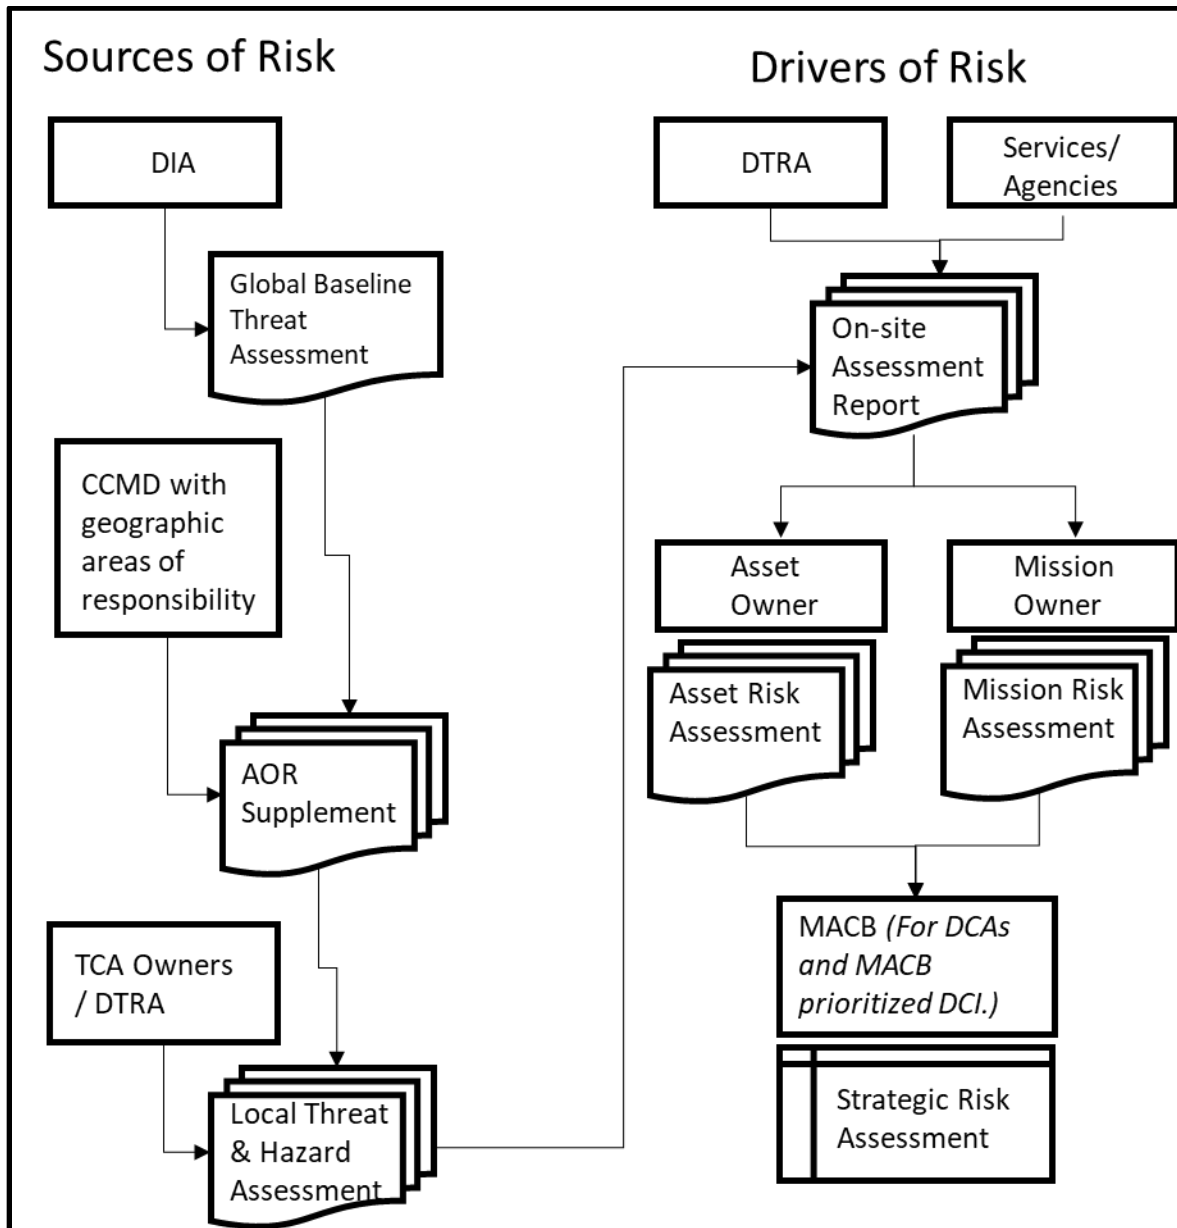 Sources of Risk
DIA
Global Baseline
Threat
Assessment
CCMD with
geographic
areas of
responsibility
AOR
Supplement
TCA Owners
/ DTRA
Local Threat
& Hazard
Assessment
Drivers of Risk
DTRA
Services/
Agencies
On-site
Assessment
Report
Asset
Owner
Mission
Owner
Asset Risk
Assessment
Mission Risk
Assessment
MACB (For DCAs
and MACB
prioritized DCI.)
Strategic Risk
Assessment